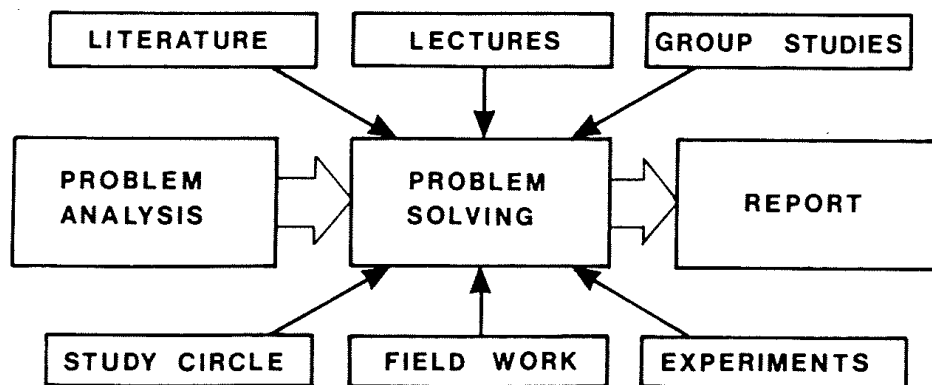 LITERATURE
LECTURES
GROUP STUDIES
PROBLEM
ANALYSIS
PROBLEM
SOLVING
REPORT
STUDY CIRCLE
FIELD WORK
EXPERIMENTS